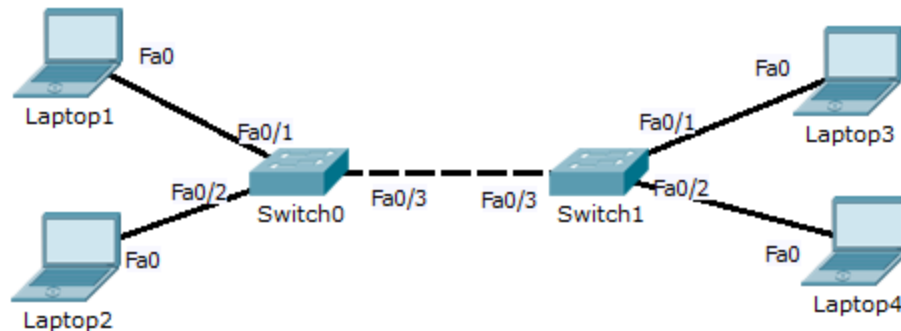 Fa0
Laptop1
Fa0/1
Fa0/2
Switch0
Fa0
Laptop2
Fa0/3
Fa0/3
Switch1
Fa0/1
Fa0/2
Fa0
Laptop3
Fa0
Laptop4